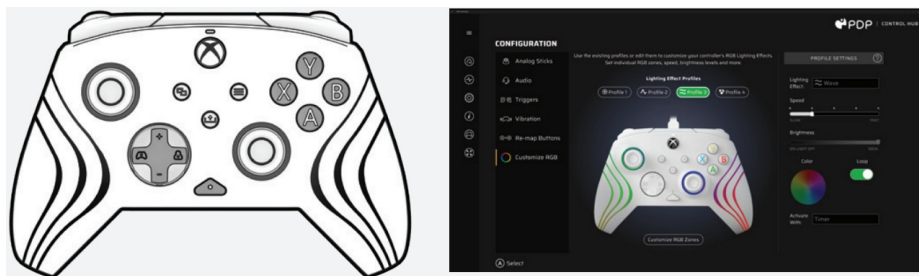 Y
X
B
A
PDP | CONTROL HUB
CONFIGURATION
Use the existing profiles or edit them to customize your controller's RGB Lighting Effects.
Set individual RGB zones, speed, brightness levels and more.
PROFILE SETTINGS ?
Analog Sticks
Audio
Triggers
Vibration
Re-map Buttons
Customize RGB
Lighting Effect Profiles
Profile 1
Profile 2
Profile 3
Profile 4
Y
X
B
A
Customize RGB Zones
Lighting
Effect
Wave
Speed
Brightness
Color
Loop
Activate
With:
Timer
A Select